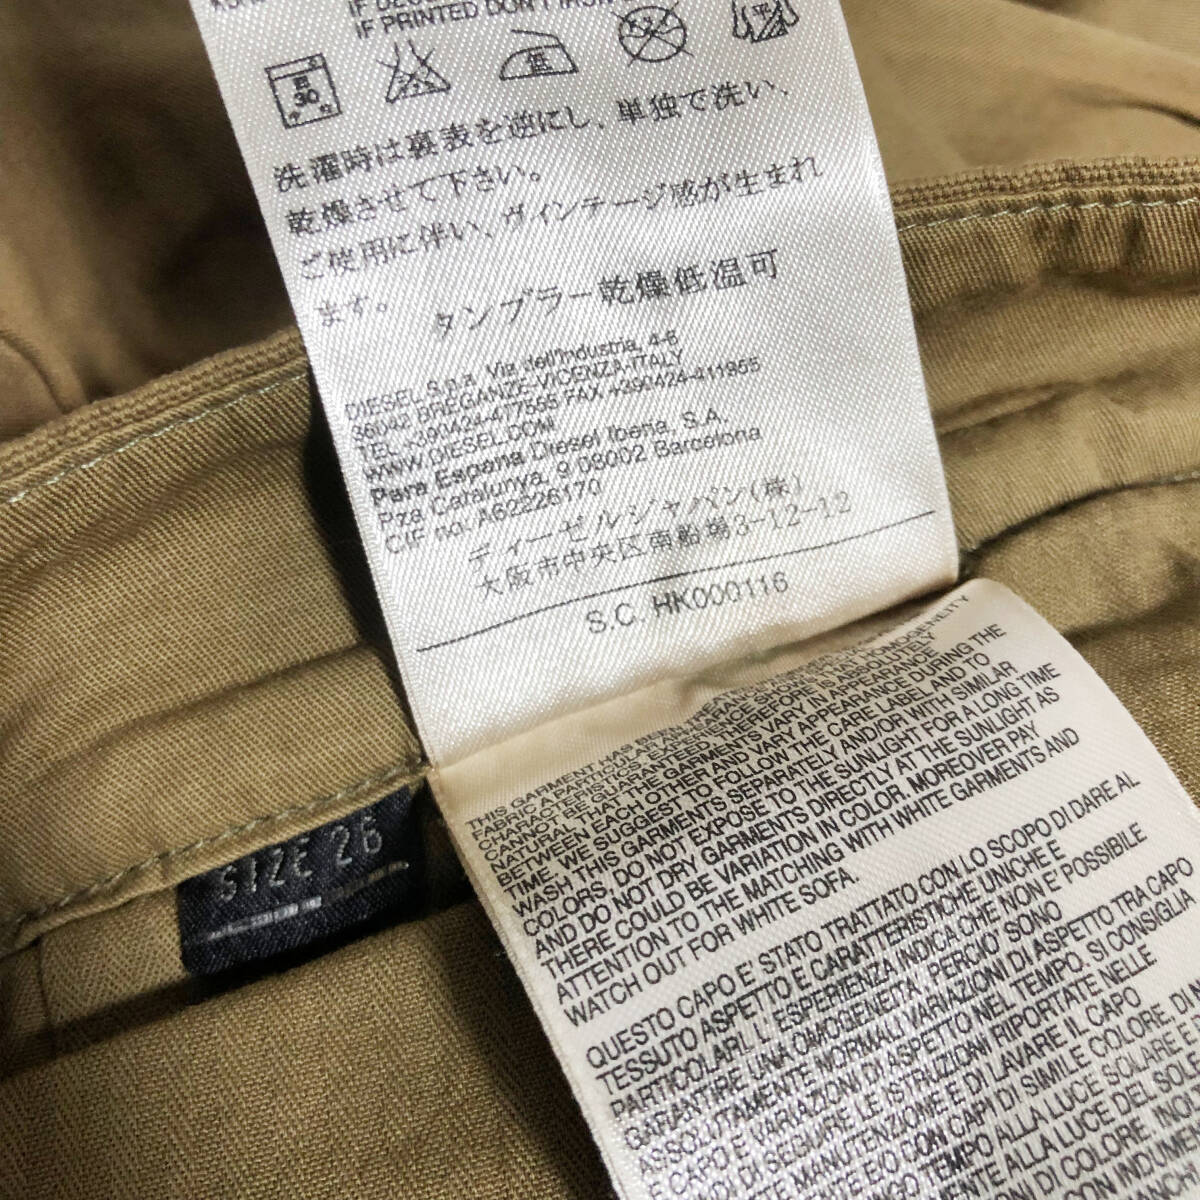 IF PRINTED DON'T IRON
30
洗濯時は裏表を逆にし、単独で洗い、
乾燥させて下さい。
ご使用に伴い、ヴィンテージ感が生まれ
ます。
タンブラー乾燥低温可
DIESEL S.p.a. Via dell'Industria, 4-6
36042 BREGANZE-VICENZA-ITALY
TEL +390424-477555 FAX +390424-411955
WWW.DIESEL.COM
Para Espana Diesel Iberia, S.A.
Pza Catalunya, 9 08002 Barcelona
CIF no: A62226170
ディーゼルジャパン(株)
大阪市中央区南船場3-12-12
S.C. HK000116
SIZE 26
THIS GARMENT HAS
FABRIC A PARTICULAR
CHARACTERISTICS. EXPERIENCE SHOWS THAT HOMOGENEITY
CANNOT BE GUARANTEED, THEREFORE IS ABSOLUTELY
NATURAL THAT THE GARMENTS VARY IN APPEARANCE
BETWEEN EACH OTHER AND VARY APPEARANCE DURING THE
TIME. WE SUGGEST TO FOLLOW THE CARE LABEL AND TO
WASH THIS GARMENTS SEPARATELY AND/OR WITH SIMILAR
COLORS, DO NOT EXPOSE TO THE SUNLIGHT FOR A LONG TIME
AND DO NOT DRY GARMENTS DIRECTLY AT THE SUNLIGHT AS
THERE COULD BE VARIATION IN COLOR. MOREOVER PAY
ATTENTION TO THE MATCHING WITH WHITE GARMENTS AND
WATCH OUT FOR WHITE SOFA.
QUESTO CAPO E' STATO TRATTATO CON LO SCOPO DI DARE AL
TESSUTO ASPETTO E CARATTERISTICHE UNICHE E
PARTICOLARI. L' ESPERIENZA INDICA CHE NON E' POSSIBILE
GARANTIRE UNA OMOGENEITA, PERCIO' SONO
ASSOLUTAMENTE NORMALI VARIAZIONI DI ASPETTO TRA CAPO
E CAPO E VARIAZIONI DI ASPETTO NEL TEMPO. SI CONSIGLIA
DI SEGUIRE LE ISTRUZIONI RIPORTATE NELLE
MANUTENZIONE E DI LAVARE IL CAPO
E/O CON CAPI DI SIMILE COLORE, DI
ALLA LUCE SOLARE E
ALLA LUCE DEL SOLE
DI COLORE, INOL
CON INDUMEN